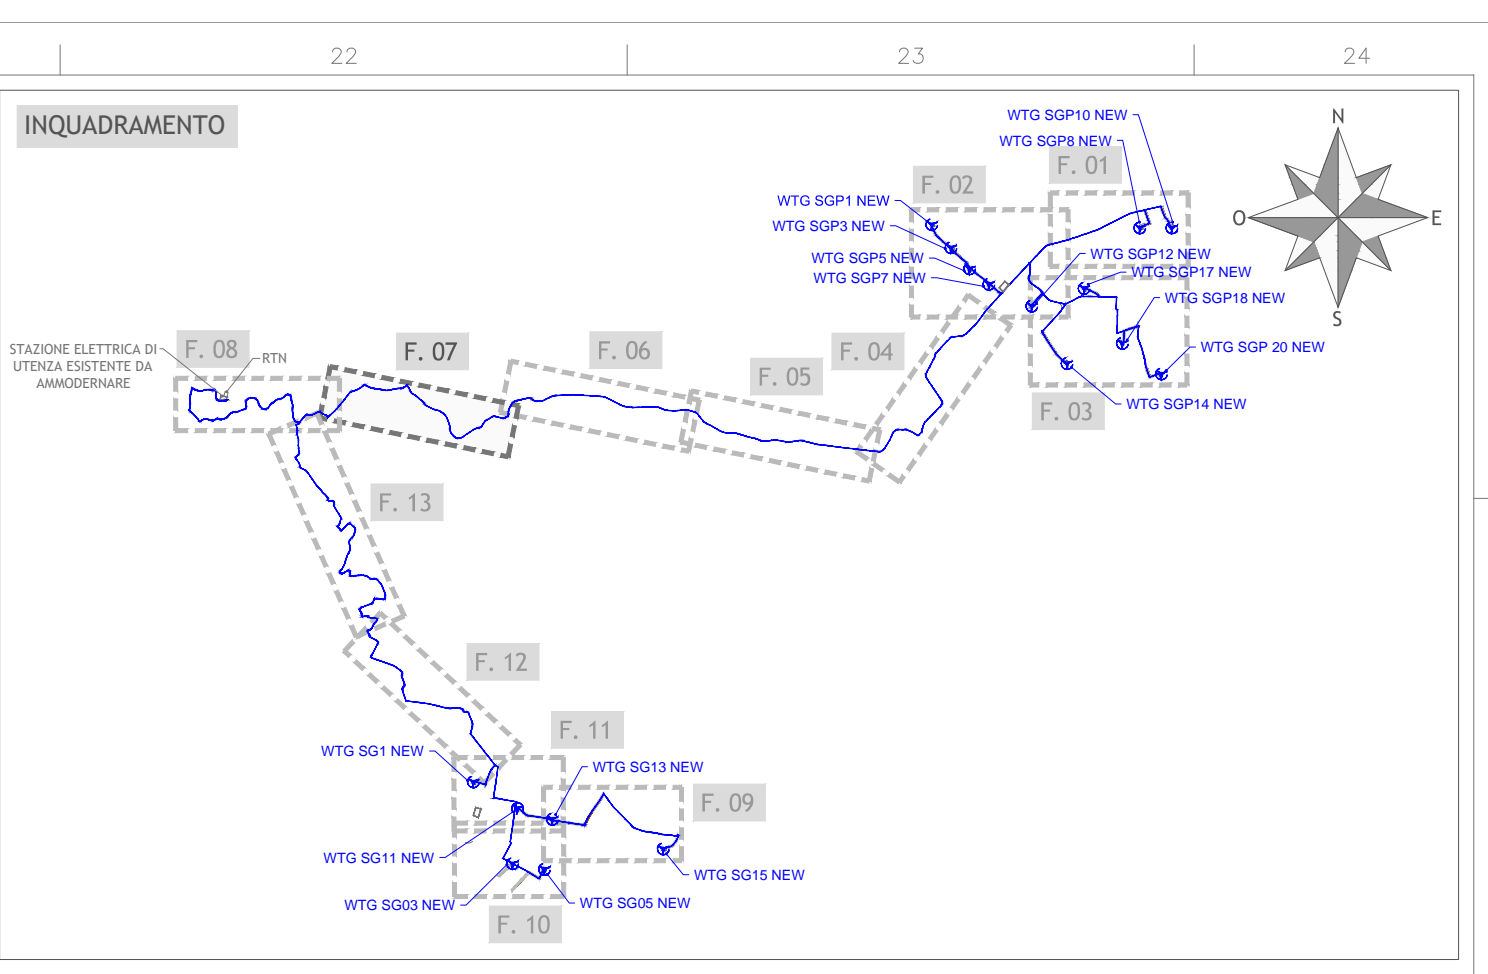 22
23
24
INQUADRAMENTO
WTG SGP10 NEW
WTG SGP8 NEW
F. 01
F. 02
N
O
E
S
WTG SGP1 NEW
WTG SGP3 NEW
WTG SGP5 NEW
WTG SGP7 NEW
WTG SGP12 NEW
WTG SGP17 NEW
WTG SGP18 NEW
WTG SGP 20 NEW
WTG SGP14 NEW
F. 03
F. 04
F. 05
F. 06
F. 07
F. 08
RTN
STAZIONE ELETTRICA DI
UTENZA ESISTENTE DA
AMMODERNARE
F. 13
F. 12
F. 11
WTG SG1 NEW
WTG SG13 NEW
F. 09
WTG SG11 NEW
WTG SG15 NEW
WTG SG03 NEW
WTG SG05 NEW
F. 10